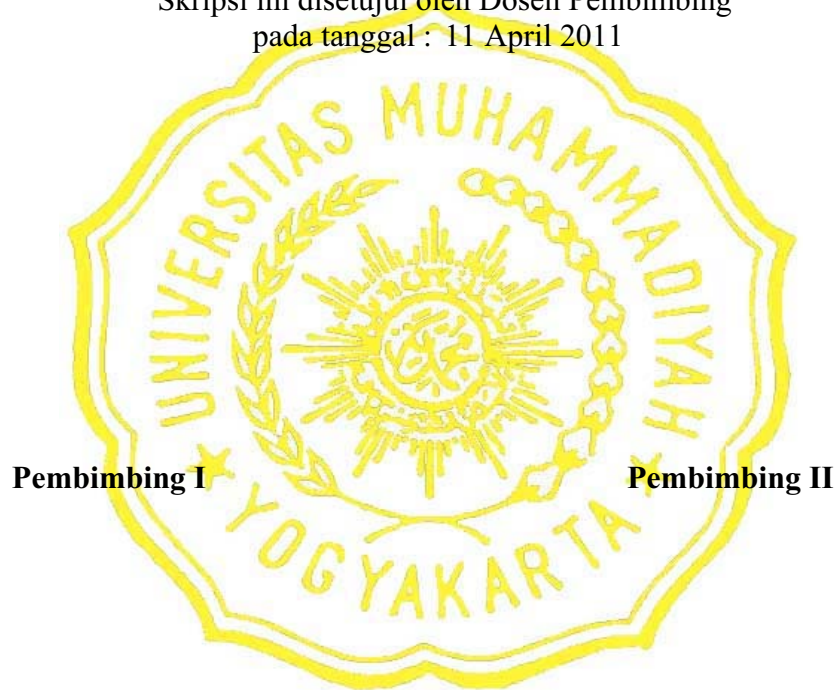 Skripsi ini disetujui oleh Dosen Pembimbing
pada tanggal : 11 April 2011
UNIVERSITAS MUHAMMADIYAH
Pembimbing I Pembimbing II
★ YOGYAKARTA ★